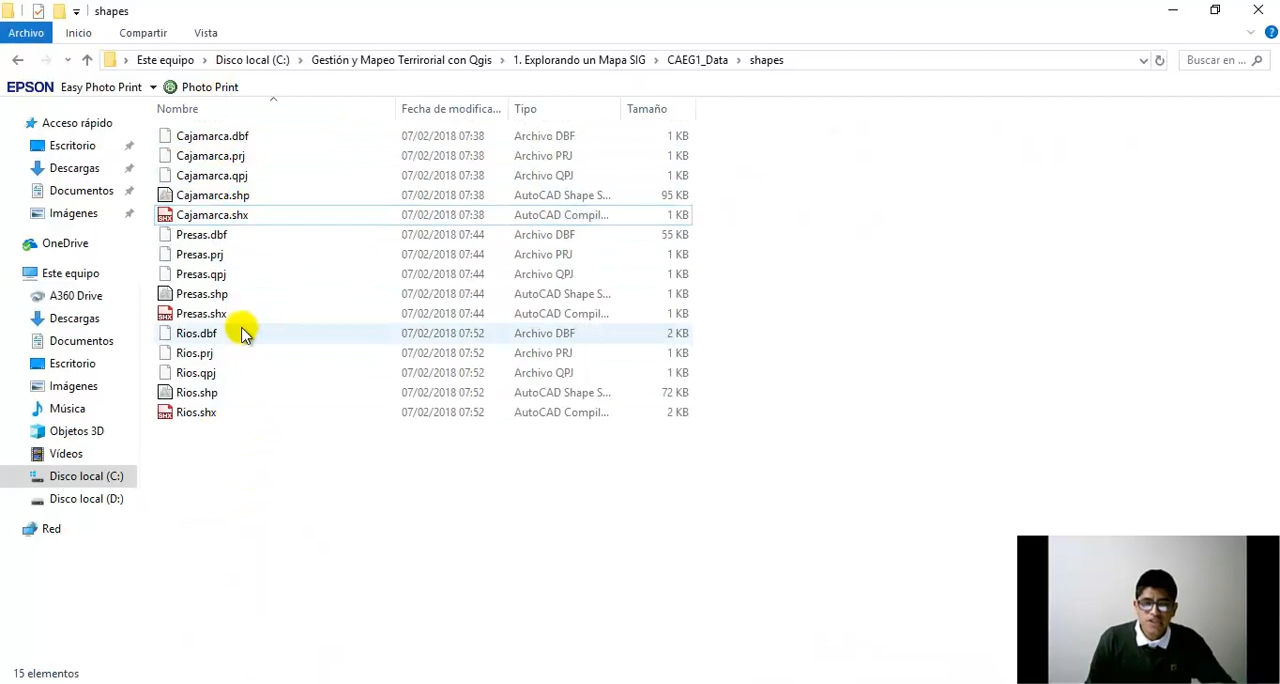 shapes
Archivo Inicio Compartir Vista
Este equipo Disco local (C:) Gestión y Mapeo Terrirorial con Qgis 1. Explorando un Mapa SIG CAEG1_Data shapes Buscar en ...
EPSON Easy Photo Print Photo Print
Nombre Fecha de modifica... Tipo Tamaño
Cajamarca.dbf 07/02/2018 07:38 Archivo DBF 1 KB
Cajamarca.prj 07/02/2018 07:38 Archivo PRJ 1 KB
Cajamarca.qpj 07/02/2018 07:38 Archivo QPJ 1 KB
Cajamarca.shp 07/02/2018 07:38 AutoCAD Shape S... 95 KB
SHX Cajamarca.shx 07/02/2018 07:38 AutoCAD Compil... 1 KB
Presas.dbf 07/02/2018 07:44 Archivo DBF 55 KB
Presas.prj 07/02/2018 07:44 Archivo PRJ 1 KB
Presas.qpj 07/02/2018 07:44 Archivo QPJ 1 KB
Presas.shp 07/02/2018 07:44 AutoCAD Shape S... 1 KB
SHX Presas.shx 07/02/2018 07:44 AutoCAD Compil... 1 KB
Rios.dbf 07/02/2018 07:52 Archivo DBF 2 KB
Rios.prj 07/02/2018 07:52 Archivo PRJ 1 KB
Rios.qpj 07/02/2018 07:52 Archivo QPJ 1 KB
Rios.shp 07/02/2018 07:52 AutoCAD Shape S... 72 KB
SHX Rios.shx 07/02/2018 07:52 AutoCAD Compil... 2 KB
Acceso rápido
Escritorio
Descargas
Documentos
Imágenes
OneDrive
Este equipo
A360 Drive
Descargas
Documentos
Escritorio
Imágenes
Música
Objetos 3D
Vídeos
Disco local (C:)
Disco local (D:)
Red
15 elementos